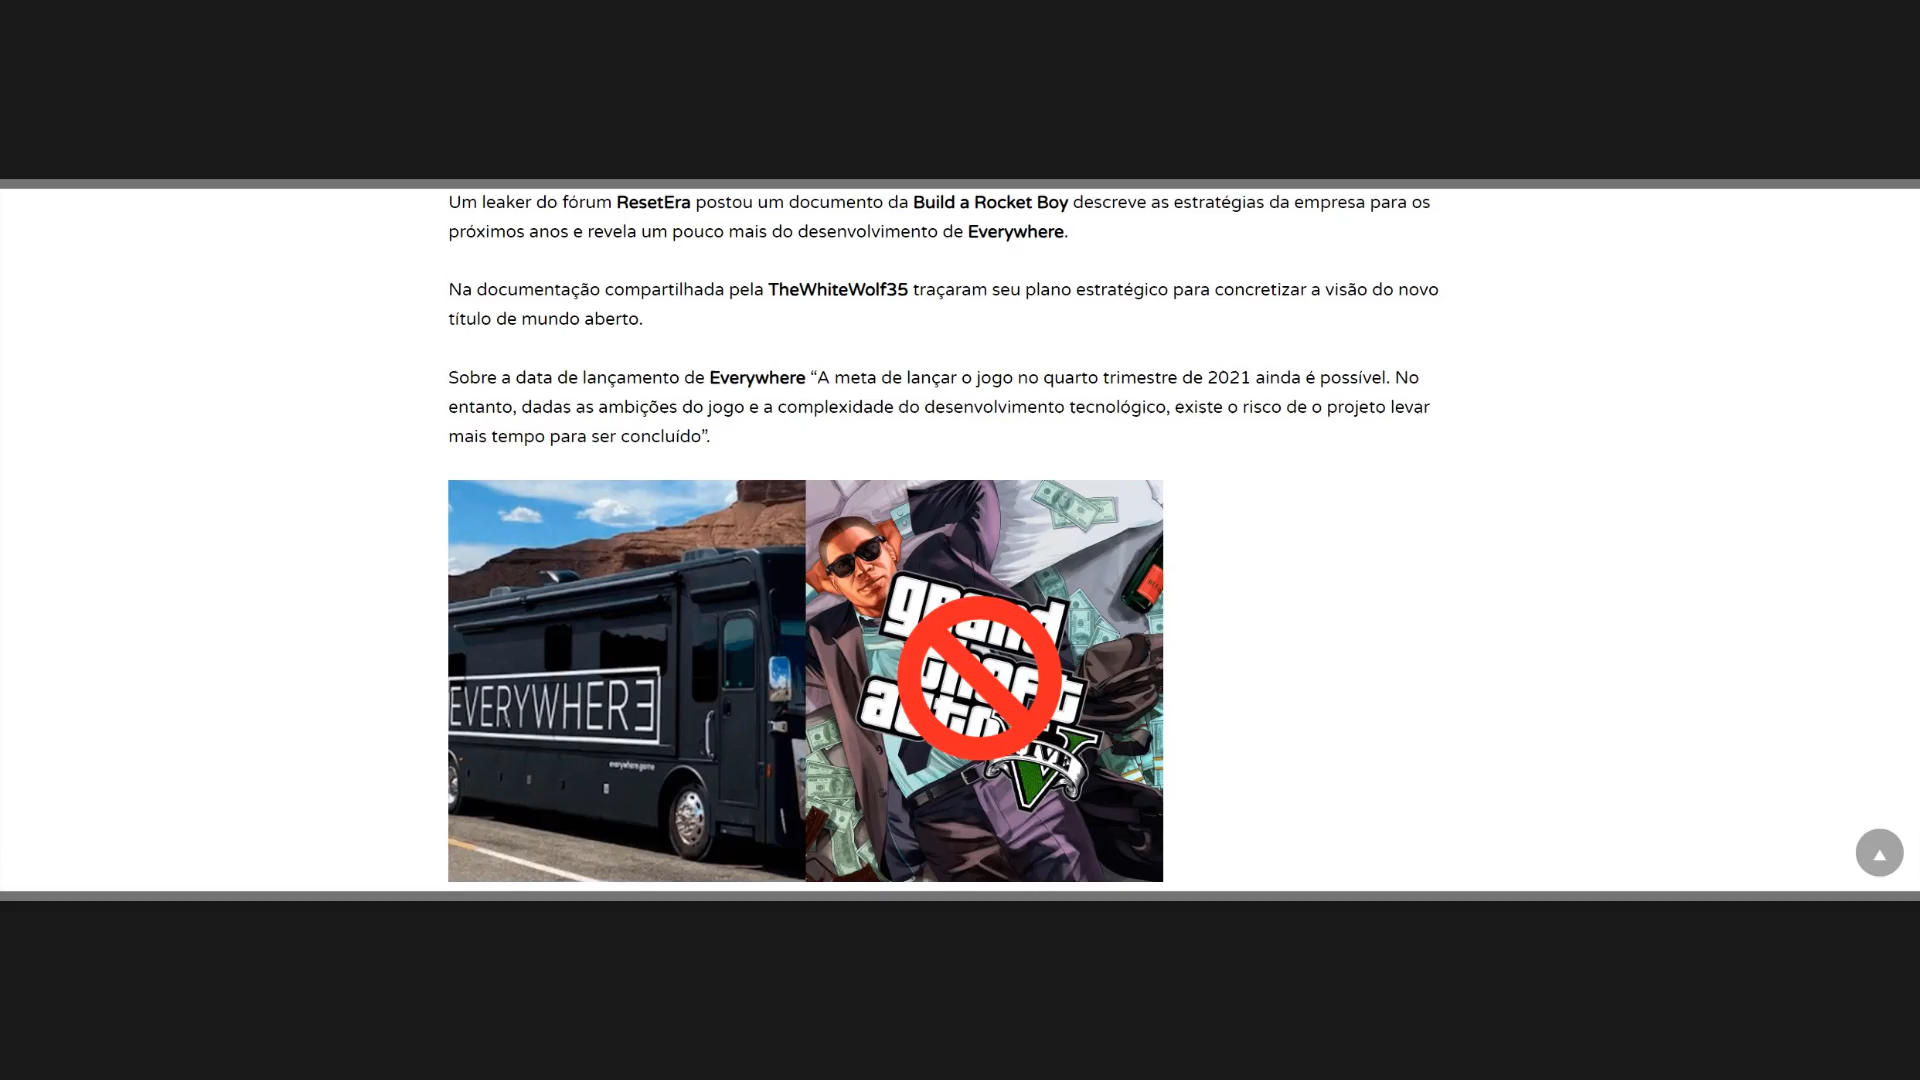 Um leaker do fórum ResetEra postou um documento da Build a Rocket Boy descreve as estratégias da empresa para os
próximos anos e revela um pouco mais do desenvolvimento de Everywhere.
Na documentação compartilhada pela TheWhiteWolf35 traçaram seu plano estratégico para concretizar a visão do novo
título de mundo aberto.
Sobre a data de lançamento de Everywhere “A meta de lançar o jogo no quarto trimestre de 2021 ainda é possível. No
entanto, dadas as ambições do jogo e a complexidade do desenvolvimento tecnológico, existe o risco de o projeto levar
mais tempo para ser concluído”.
EVERYWHERE
everywhere.game
grand
theft
auto
FIVE
V